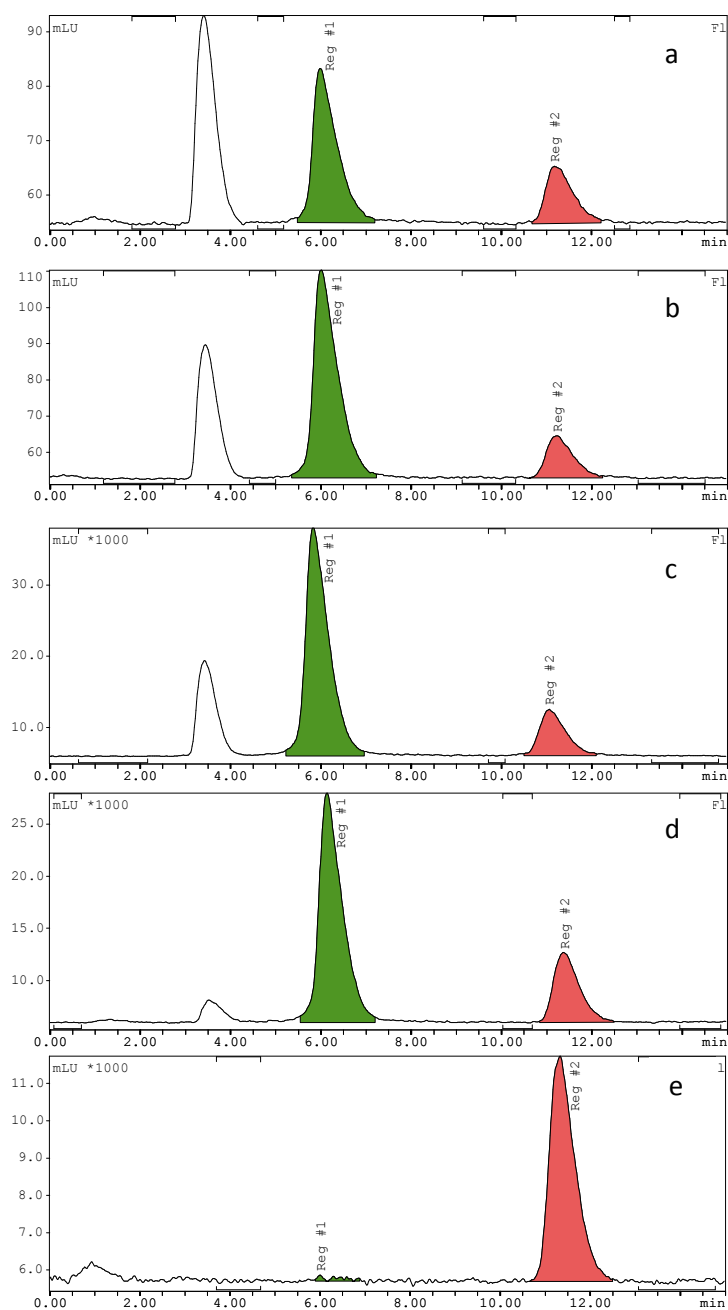 mLU Fl
a
Reg #1
Reg #2
90
80
70
60
0.00 2.00 4.00 6.00 8.00 10.00 12.00 min
mLU Fl
b
Reg #1
Reg #2
110
100
90
80
70
60
0.00 2.00 4.00 6.00 8.00 10.00 12.00 min
mLU *1000 Fl
c
Reg #1
Reg #2
30.0
20.0
10.0
0.00 2.00 4.00 6.00 8.00 10.00 12.00 min
mLU *1000 Fl
d
Reg #1
Reg #2
25.0
20.0
15.0
10.0
0.00 2.00 4.00 6.00 8.00 10.00 12.00 min
mLU *1000 l
e
Reg #2
Reg #1
11.0
10.0
9.0
8.0
7.0
6.0
0.00 2.00 4.00 6.00 8.00 10.00 12.00 min